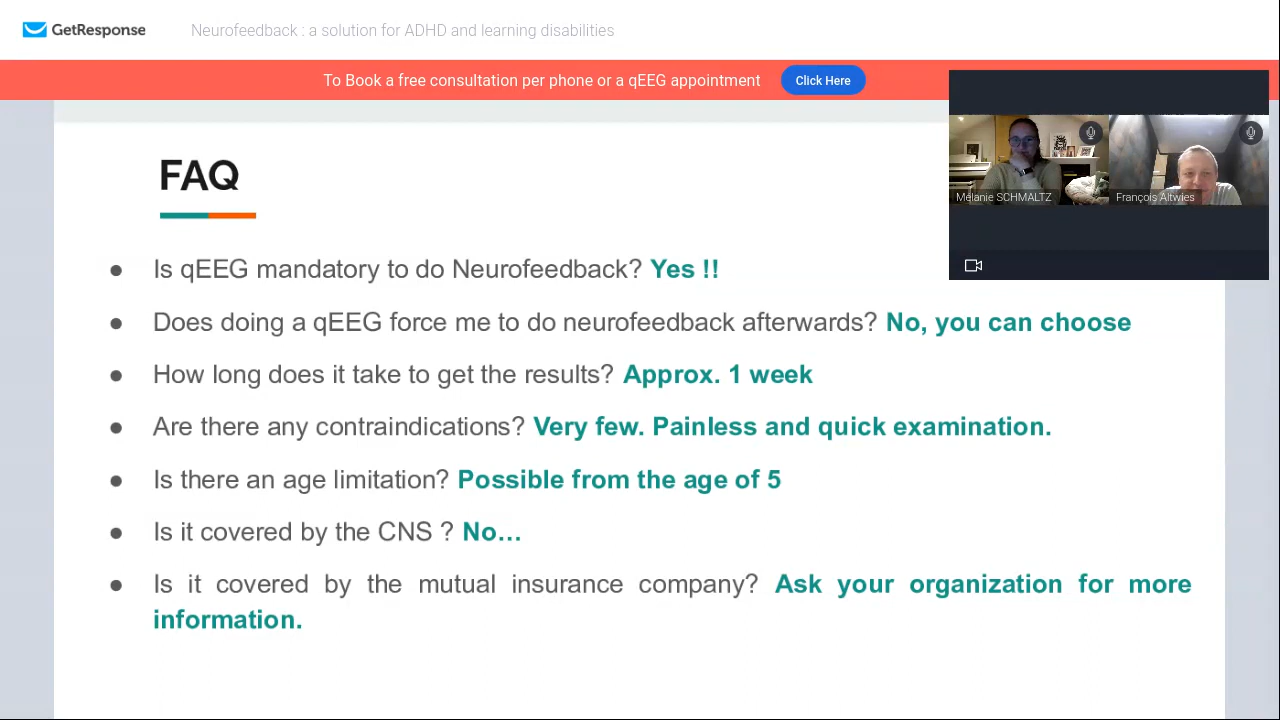 GetResponse
Neurofeedback : a solution for ADHD and learning disabilities
To Book a free consultation per phone or a qEEG appointment
Click Here
Mélanie SCHMALTZ
François Altwies
FAQ
● Is qEEG mandatory to do Neurofeedback? Yes !!
● Does doing a qEEG force me to do neurofeedback afterwards? No, you can choose
● How long does it take to get the results? Approx. 1 week
● Are there any contraindications? Very few. Painless and quick examination.
● Is there an age limitation? Possible from the age of 5
● Is it covered by the CNS ? No...
● Is it covered by the mutual insurance company? Ask your organization for more
information.